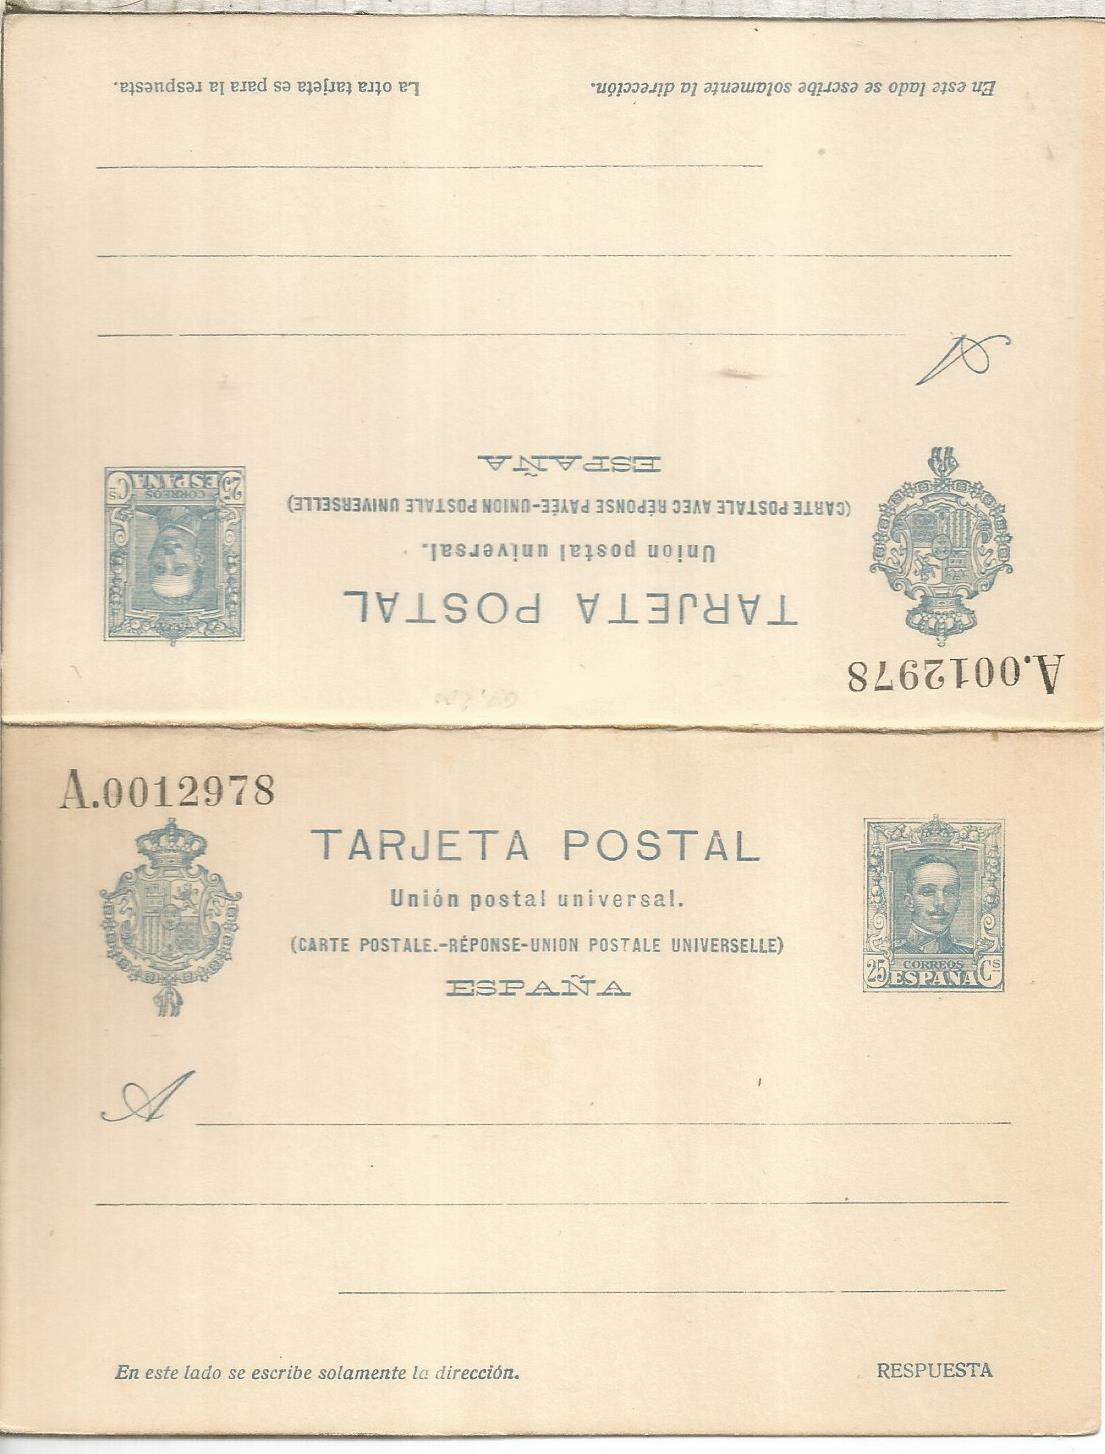 En este lado se escribe solamente la dirección.
La otra tarjeta es para la respuesta.
A
ESPAÑA
(CARTE POSTALE AVEC RÉPONSE PAYÉE-UNION POSTALE UNIVERSELLE)
Union postal universal.
TARJETA POSTAL
CORREOS
25 ESPAÑA Cs
A.0012978
A.0012978
TARJETA POSTAL
Unión postal universal.
(CARTE POSTALE.-RÉPONSE-UNION POSTALE UNIVERSELLE)
ESPAÑA
CORREOS
25 ESPAÑA Cs
A
En este lado se escribe solamente la dirección.
RESPUESTA